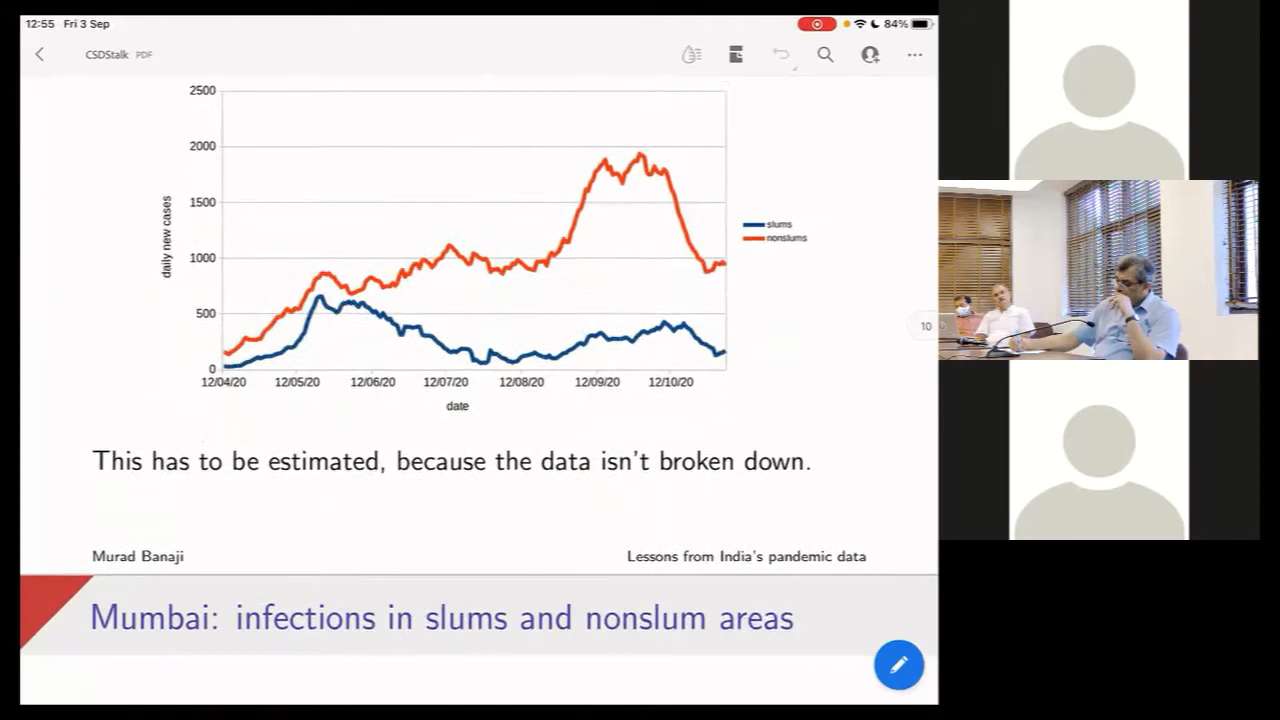 12:55 Fri 3 Sep
84%
CSDStalk PDF
2500
2000
1500
1000
500
0
daily new cases
slums
nonslums
12/04/20 12/05/20 12/06/20 12/07/20 12/08/20 12/09/20 12/10/20
date
10
This has to be estimated, because the data isn't broken down.
Murad Banaji
Lessons from India's pandemic data
Mumbai: infections in slums and nonslum areas